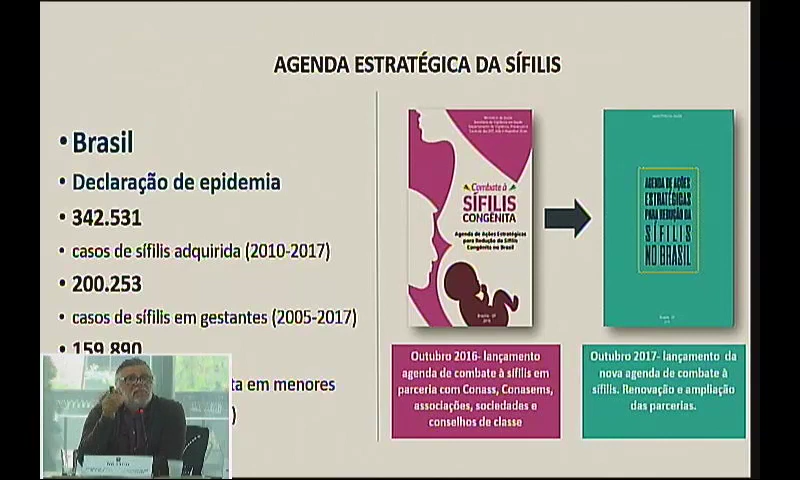 AGENDA ESTRATÉGICA DA SÍFILIS
• Brasil
• Declaração de epidemia
• 342.531
casos de sífilis adquirida (2010-2017)
• 200.253
casos de sífilis em gestantes (2005-2017)
• 159.890
ta em menores
)
Combate à
SÍFILIS
CONGÊNITA
Agenda de Ações Estratégicas
para Redução da Sífilis
Congênita no Brasil
AGENDA DE AÇÕES
ESTRATÉGICAS
PARA REDUÇÃO DA
SÍFILIS
NO BRASIL
Outubro 2016- lançamento
agenda de combate à sífilis em
parceria com Conass, Conasems,
associações, sociedades e
conselhos de classe
Outubro 2017- lançamento da
nova agenda de combate à
sífilis. Renovação e ampliação
das parcerias.